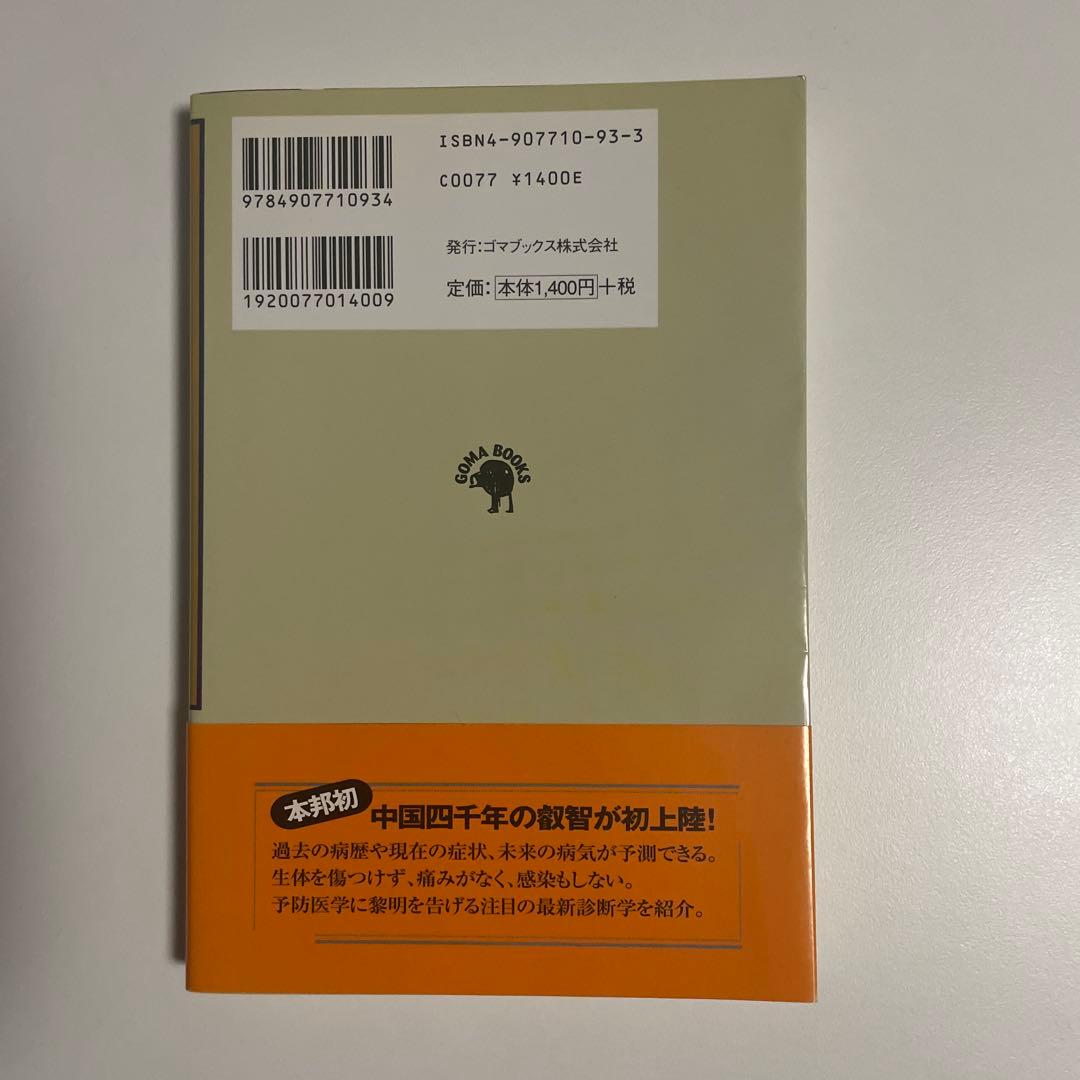 ISBN4-907710-93-3
C0077 ¥1400E
9784907710934
1920077014009
発行:ゴマブックス株式会社
定価: 本体1,400円+税
GOMA BOOKS
本邦初
中国四千年の叡智が初上陸!
過去の病歴や現在の症状、未来の病気が予測できる。
生体を傷つけず、痛みがなく、感染もしない。
予防医学に黎明を告げる注目の最新診断学を紹介。